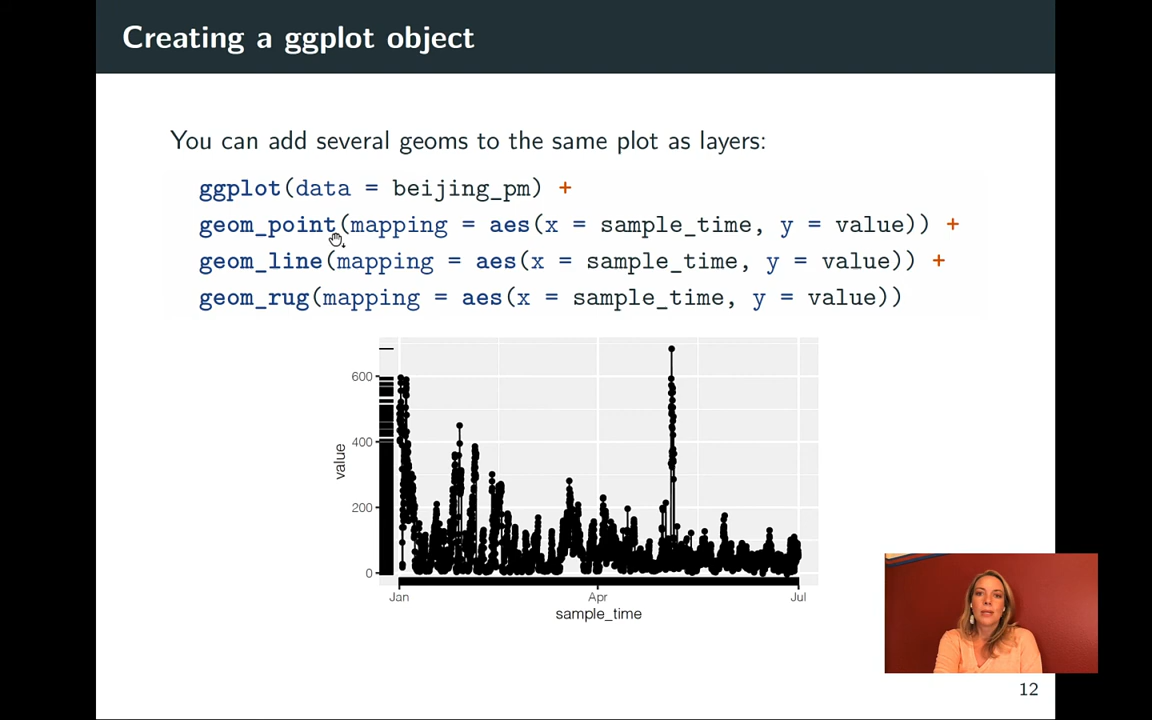 Creating a ggplot object
You can add several geoms to the same plot as layers:
ggplot(data = beijing_pm) +
geom_point(mapping = aes(x = sample_time, y = value)) +
geom_line(mapping = aes(x = sample_time, y = value)) +
geom_rug(mapping = aes(x = sample_time, y = value))
600
400
200
0
value
Jan
Apr
Jul
sample_time
12